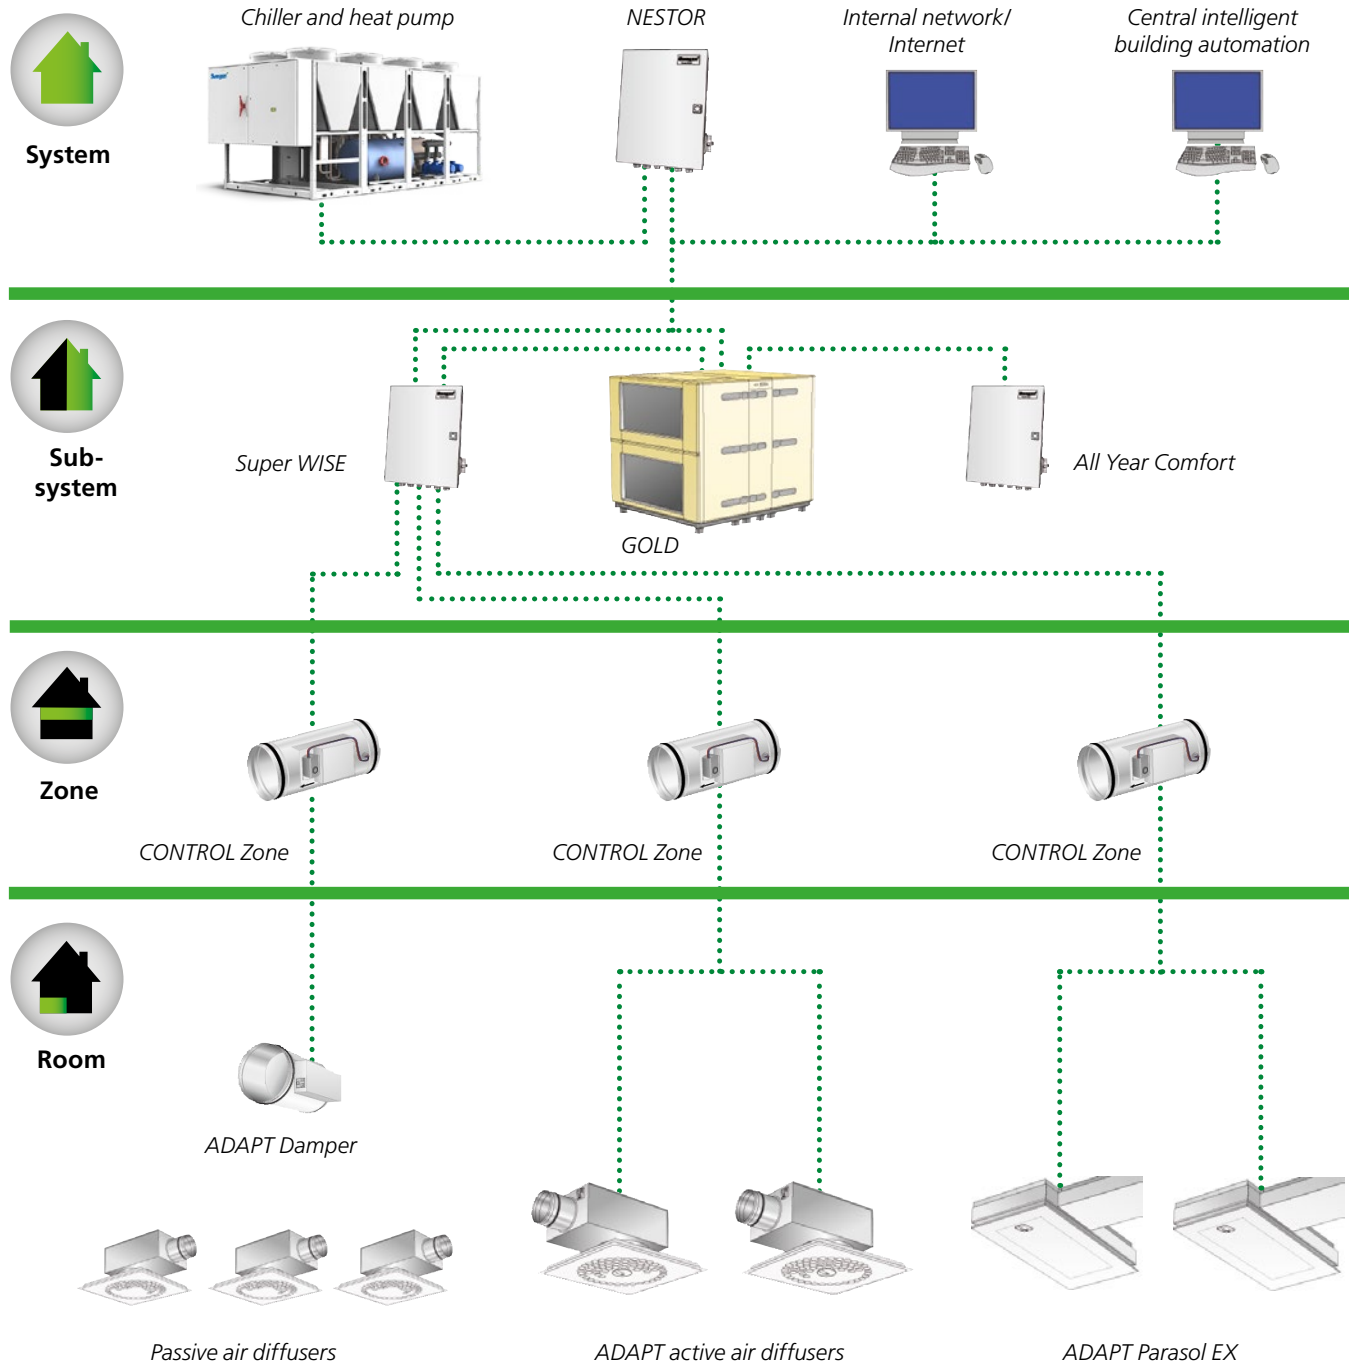 Chiller and heat pump
NESTOR
Internal network/
Internet
Central intelligent
building automation
System
Sub-
system
Super WISE
GOLD
All Year Comfort
Zone
CONTROL Zone
CONTROL Zone
CONTROL Zone
Room
ADAPT Damper
Passive air diffusers
ADAPT active air diffusers
ADAPT Parasol EX